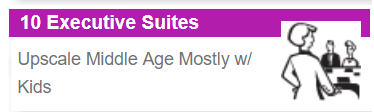 10 Executive Suites
Upscale Middle Age Mostly w/
Kids